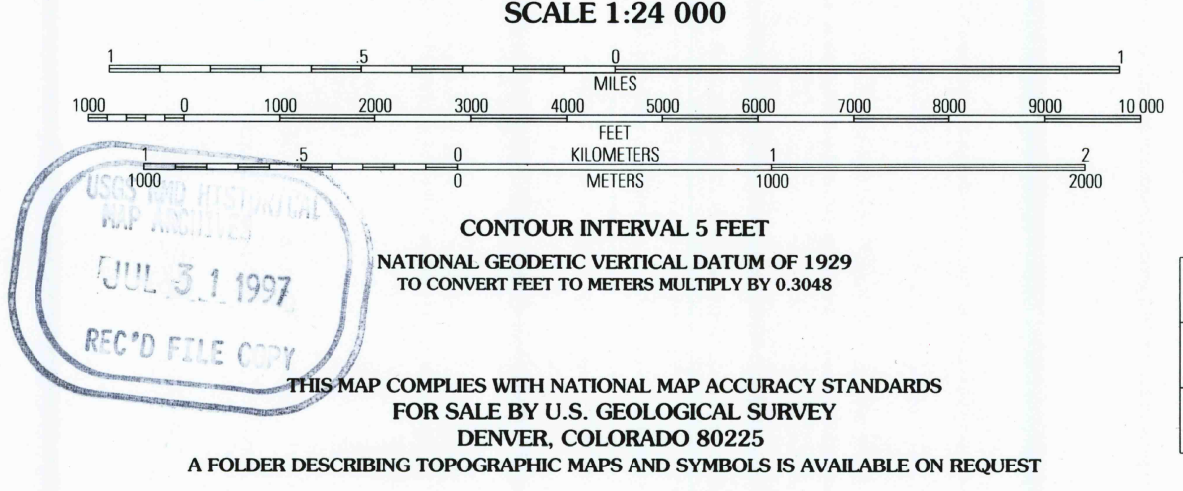 SCALE 1:24 000
1 .5 0 1
MILES
1000 0 1000 2000 3000 4000 5000 6000 7000 8000 9000 10 000
FEET
1 .5 0 KILOMETERS 1 2
1000 0 METERS 1000 2000
USGS NMD HISTORICAL
MAP ARCHIVES
JUL 31 1997
REC'D FILE COPY
CONTOUR INTERVAL 5 FEET
NATIONAL GEODETIC VERTICAL DATUM OF 1929
TO CONVERT FEET TO METERS MULTIPLY BY 0.3048
THIS MAP COMPLIES WITH NATIONAL MAP ACCURACY STANDARDS
FOR SALE BY U.S. GEOLOGICAL SURVEY
DENVER, COLORADO 80225
A FOLDER DESCRIBING TOPOGRAPHIC MAPS AND SYMBOLS IS AVAILABLE ON REQUEST